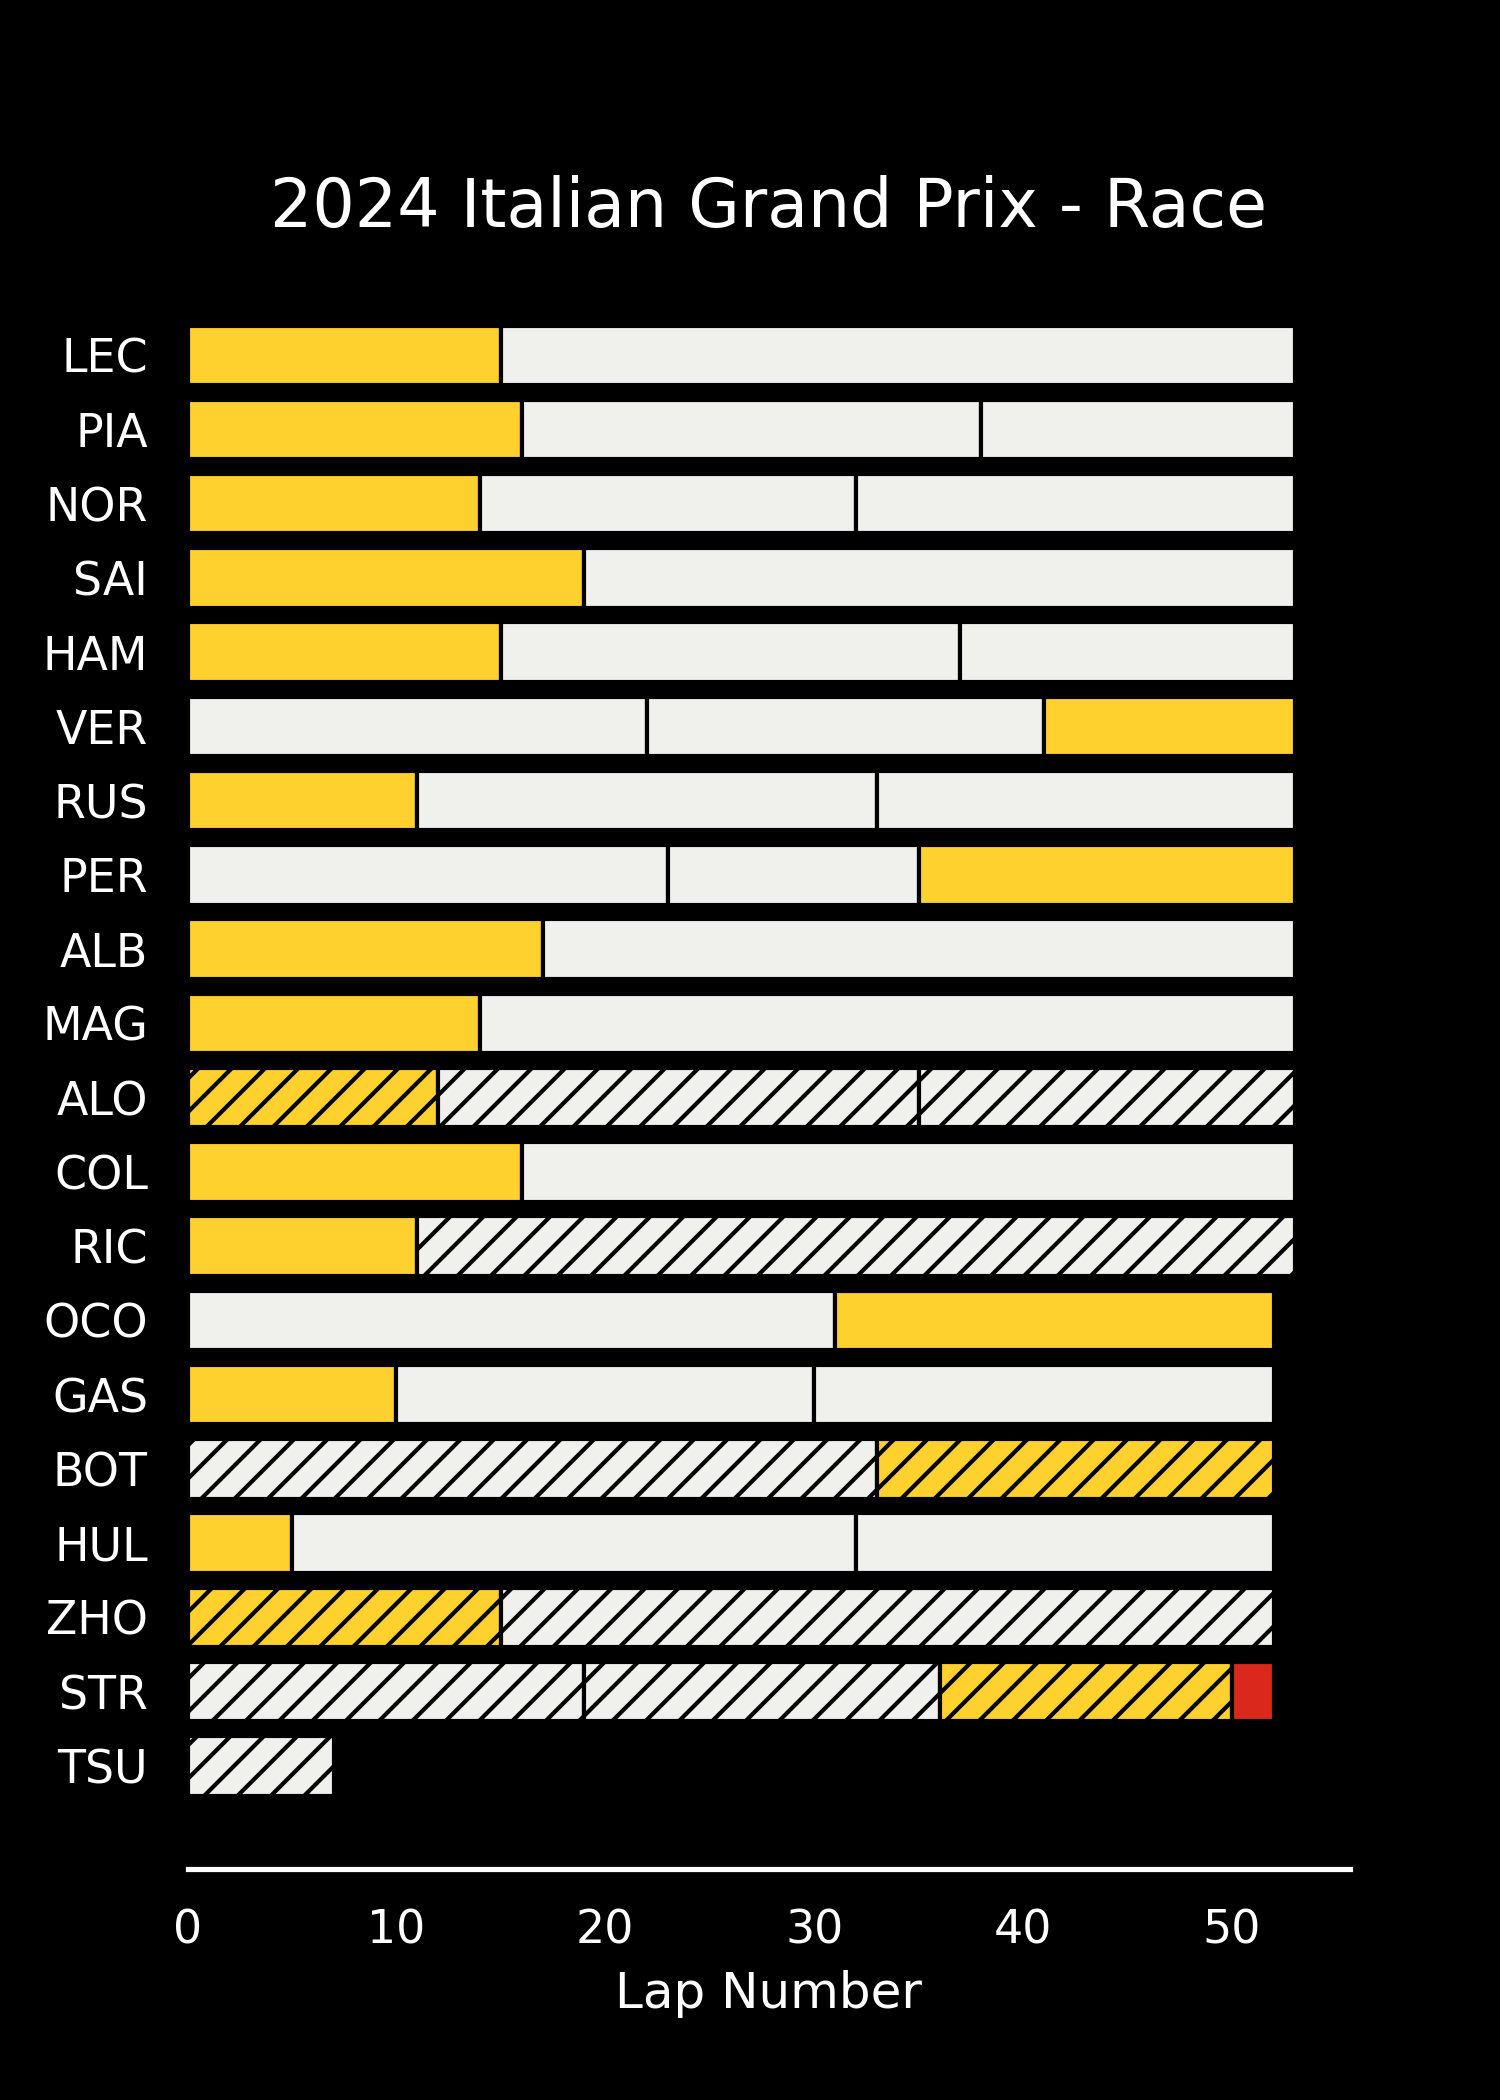 2024 Italian Grand Prix - Race
LEC
PIA
NOR
SAI
HAM
VER
RUS
PER
ALB
MAG
ALO
COL
RIC
OCO
GAS
BOT
HUL
ZHO
STR
TSU
0 10 20 30 40 50
Lap Number